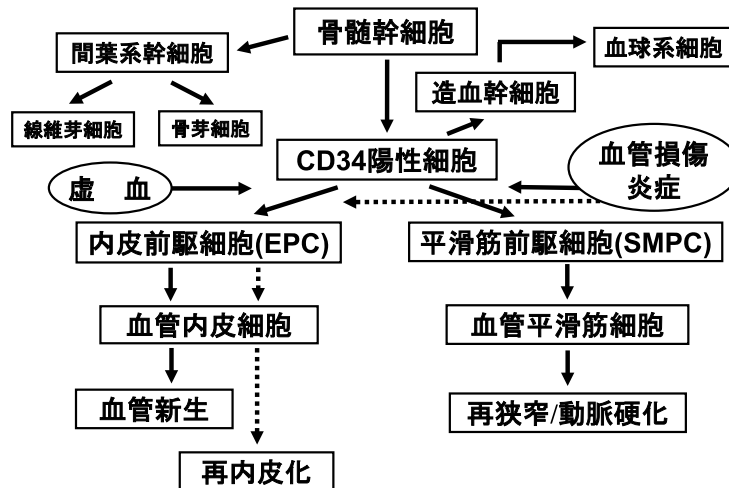 骨髄幹細胞
間葉系幹細胞
血球系細胞
造血幹細胞
線維芽細胞
骨芽細胞
CD34陽性細胞
血管損傷
炎症
虚　血
内皮前駆細胞(EPC)
平滑筋前駆細胞(SMPC)
血管内皮細胞
血管平滑筋細胞
血管新生
再狭窄/動脈硬化
再内皮化